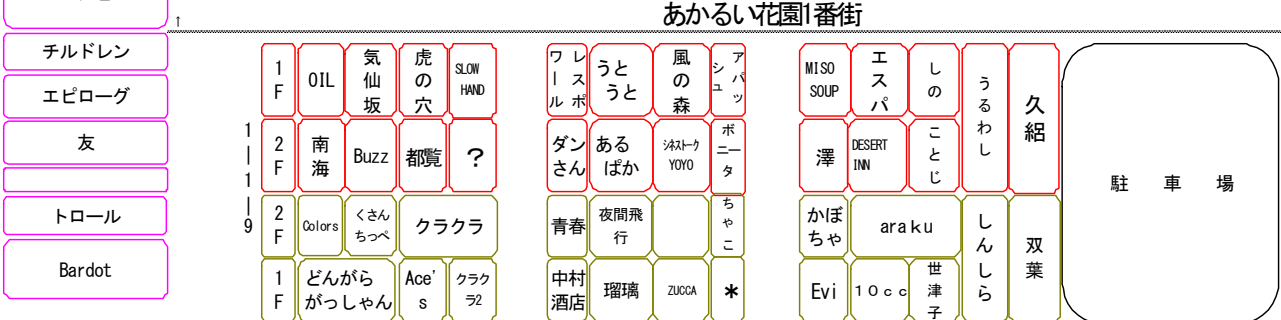 あかるい花園1番街
↑
チルドレン
エピローグ
友
トロール
Bardot
1|1|9
1F
OIL
気仙坂
虎の穴
SLOW
HAND
2F
南海
Buzz
都覧
?
2F
Colors
くさん
ちっぺ
クラクラ
1F
どんがら
がっしゃん
Ace'
s
クラク
ラ2
レスポ
ワール
うと
うと
風の森
アパッ
シュ
ダン
さん
ある
ぱか
シネストーク
YOYO
ボニータ
青春
夜間飛
行
ちゃこ
中村
酒店
瑠璃
ZUCCA
*
MISO
SOUP
エスパ
しの
うるわし
久絽
澤
DESERT
INN
ことじ
かぼ
ちゃ
araku
しんしら
双葉
Evi
10cc
世津子
駐車場